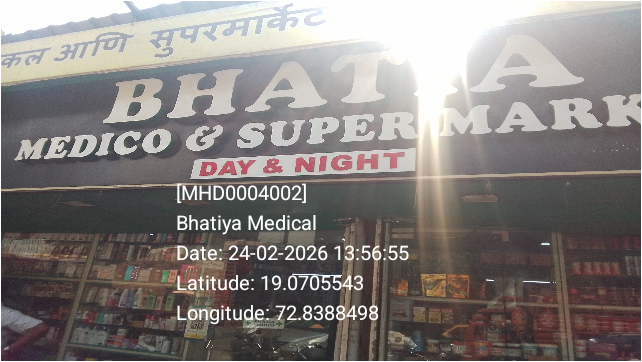 कल आणि सुपरमार्केट
BHATIA
MEDICO & SUPER MARK
DAY & NIGHT
[MHD0004002]
Bhatiya Medical
Date: 24-02-2026 13:56:55
Latitude: 19.0705543
Longitude: 72.8388498